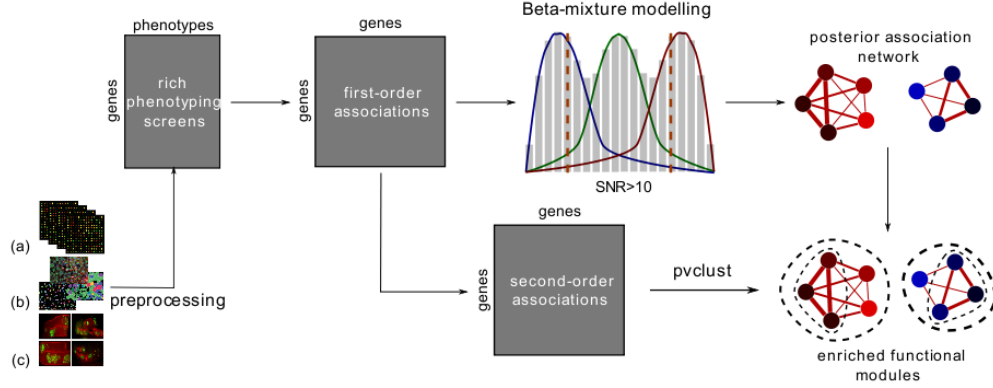 phenotypes
genes
rich
phenotyping
screens
genes
genes
first-order
associations
Beta-mixture modelling
SNR>10
posterior association
network
(a)
(b)
(c)
preprocessing
genes
genes
second-order
associations
pvclust
enriched functional
modules